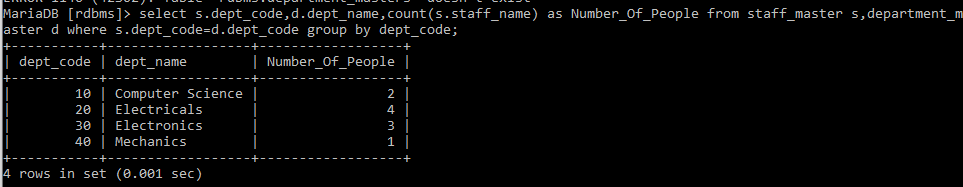 MariaDB [rdbms]> select s.dept_code,d.dept_name,count(s.staff_name) as Number_Of_People from staff_master s,department_m
aster d where s.dept_code=d.dept_code group by dept_code;
+-----------+------------------+------------------+
| dept_code | dept_name        | Number_Of_People |
+-----------+------------------+------------------+
|        10 | Computer Science |                2 |
|        20 | Electricals      |                4 |
|        30 | Electronics      |                3 |
|        40 | Mechanics        |                1 |
+-----------+------------------+------------------+
4 rows in set (0.001 sec)